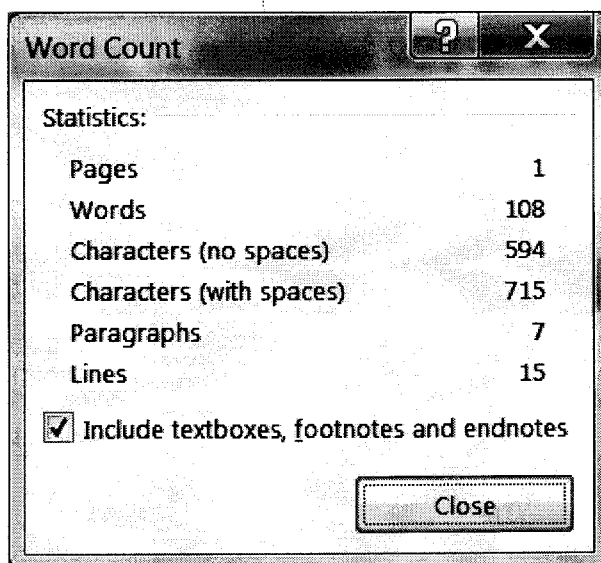 Word Count
Statistics:
Pages 1
Words 108
Characters (no spaces) 594
Characters (with spaces) 715
Paragraphs 7
Lines 15
Include textboxes, footnotes and endnotes
Close